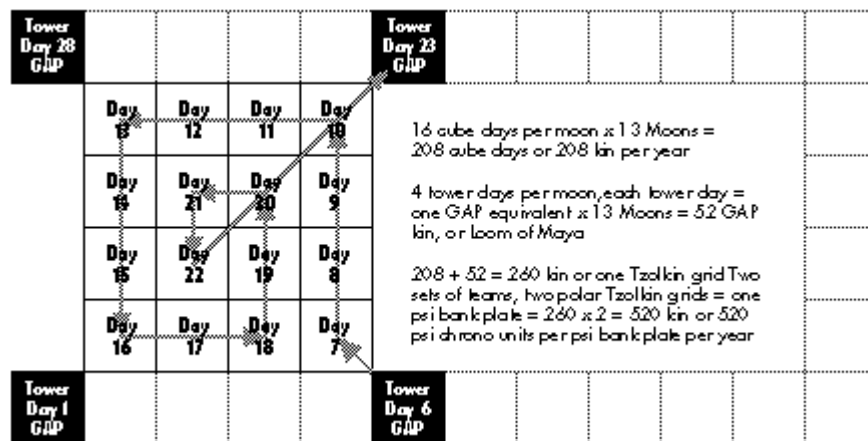 Tower
Day 28
GAP
Tower
Day 23
GAP
Day
13
Day
12
Day
11
Day
10
Day
14
Day
21
Day
20
Day
9
Day
15
Day
22
Day
19
Day
8
Day
16
Day
17
Day
18
Day
7
16 cube days per moon x 13 Moons =
208 cube days or 208 kin per year
4 tower days per moon, each tower day =
one GAP equivalent x 13 Moons = 52 GAP
kin, or Loom of Maya
208 + 52 = 260 kin or one Tzolkin grid Two
sets of teams, two polar Tzolkin grids = one
psi bank plate = 260 x 2 = 520 kin or 520
psi chrono units per psi bank plate per year
Tower
Day 1
GAP
Tower
Day 6
GAP